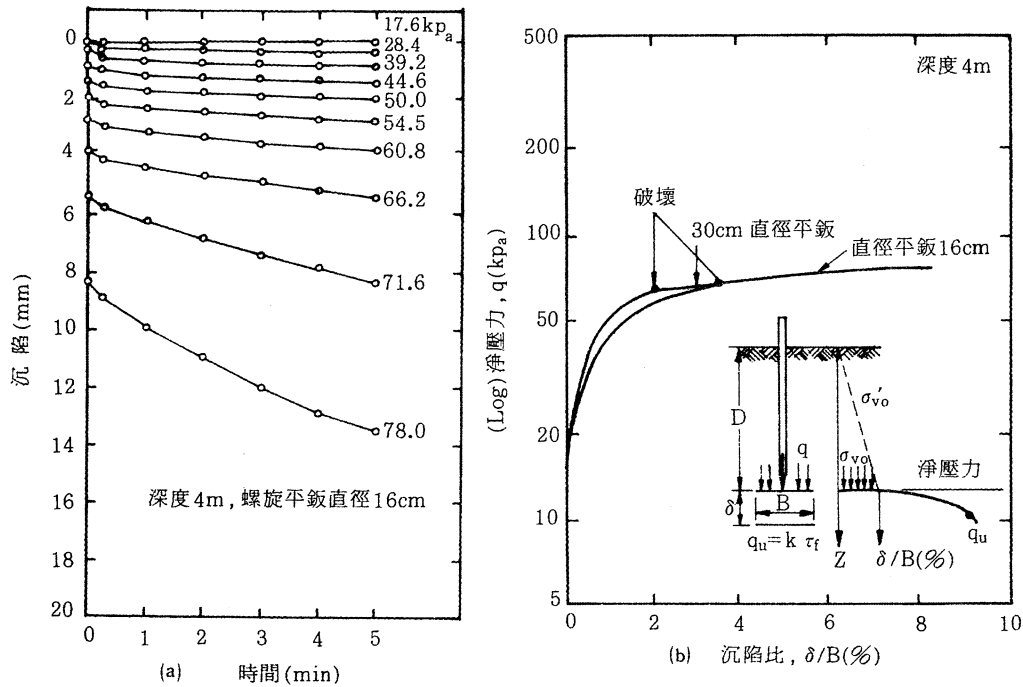 0
2
4
6
8
10
12
14
16
18
20
沉陷(mm)
17.6kpa
28.4
39.2
44.6
50.0
54.5
60.8
66.2
71.6
78.0
深度4m,螺旋平鈑直徑16cm
0 1 2 3 4 5
(a) 時間(min)
500
200
100
50
20
10
5
(Log)淨壓力, q(kpa)
深度4m
破壞
30cm 直徑平鈑
直徑平鈑16cm
D
q
δ
B
qu=k τf
σ'vo
σvo
淨壓力
qu
Z
δ/B(%)
0 2 4 6 8 10
(b) 沉陷比, δ/B(%)